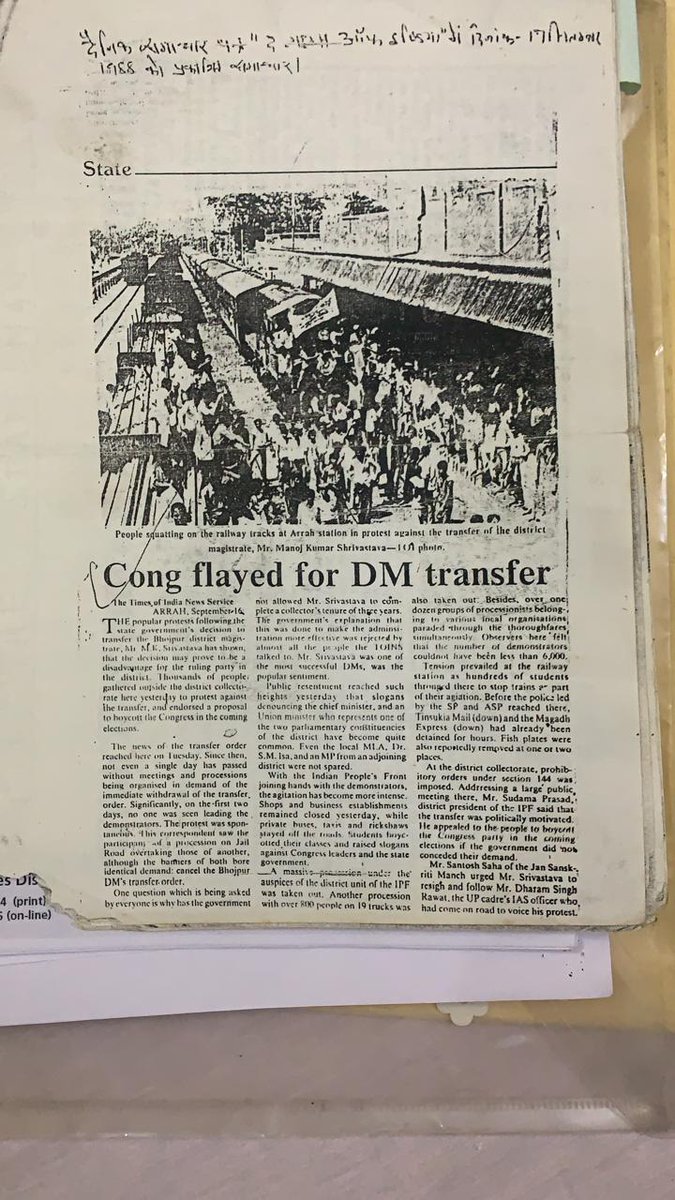 दैनिक समाचार पत्र "द टाइम्स ऑफ इण्डिया" में दिनांक- 17 सितम्बर
1988 को प्रकाशित समाचार।
State
People squatting on the railway tracks at Arrah station in protest against the transfer of the district
magistrate, Mr. Manoj Kumar Shrivastava— photo.
Cong flayed for DM transfer
The Times of India News Service
ARRAH, September 16.
THE popular protests following the
state government's decision to
transfer the Bhojpur district magis-
trate, Mr M.K. Srivastava has shown,
that the decision may prove to be a
disadvantage for the ruling party in
the district. Thousands of people
gathered outside the district collecto-
rate here yesterday to protest against
the transfer, and endorsed a proposal
to boycott the Congress in the coming
elections.
The news of the transfer order
reached here on Tuesday. Since then,
not even a single day has passed
without meetings and processions
being organised in demand of the
immediate withdrawal of the transfer,
order. Significantly, on the first two
days, no one was seen leading the
demonstrators. The protest was spon-
taneous. This correspondent saw the
participants of a procession on Jail
Road overtaking those of another,
although the banners of both bore
identical demand: cancel the Bhojpur
DM's transfer order.
One question which is being asked
by everyone is why has the government
not allowed Mr. Srivastava to com-
plete a collector's tenure of three years.
The government's explanation that
this was done to make the adminsi-
tration more effective was rejected by
almost all the people the TOINS
talked to. Mr. Srivastava was one of
the most successful DMs, was the
popular sentiment.
Public resentment reached such
heights yesterday that slogans
denouncing the chief minister, and an
Union minister who represents one of
the two parliamentary constituencies
of the district have become quite
common. Even the local MLA, Dr.
S.M. Isa, and an MP from an adjoining
district were not spared.
With the Indian People's Front
joining hands with the demonstrators,
the agitation has become more intense.
Shops and business establishments
remained closed yesterday, while
private buses, taxis and rickshaws
stayed off the roads. Students boyc-
otted their classes and raised slogans
against Congress leaders and the state
government.
A massive procession under the
auspices of the district unit of the IPF
was taken out. Another procession
with over 800 people on 19 trucks was
also taken out. Besides, over one
dozen groups of processionists belong-
ing to various local organisations
paraded through the thoroughfares
simultaneously. Observers here felt
that the number of demonstrators
could not have been less than 6,000.
Tension prevailed at the railway
station as hundreds of students
thronged there to stop trains as part
of their agition. Before the police led
by the SP and ASP reached there,
Tinsukia Mail (down) and the Magadh
Express (down) had already been
detained for hours. Fish plates were
also reportedly removed at one or two
places.
At the district collectorate, prohib-
itory orders under section 144 was
imposed. Addressing a large public
meeting there, Mr. Sudama Prasad,
district president of the IPF said that
the transfer was politically motivated.
He appealed to the people to boycott
the Congress party in the coming
elections if the government did not
conceded their demand.
Mr. Santosh Saha of the Jan Sansk-
riti Manch urged Mr. Srivastava to
resigh and follow Mr. Dharam Singh
Rawat, the UP cadre's IAS officer who
had come on road to voice his protest.
es Dis
4 (print)
5 (on-line)